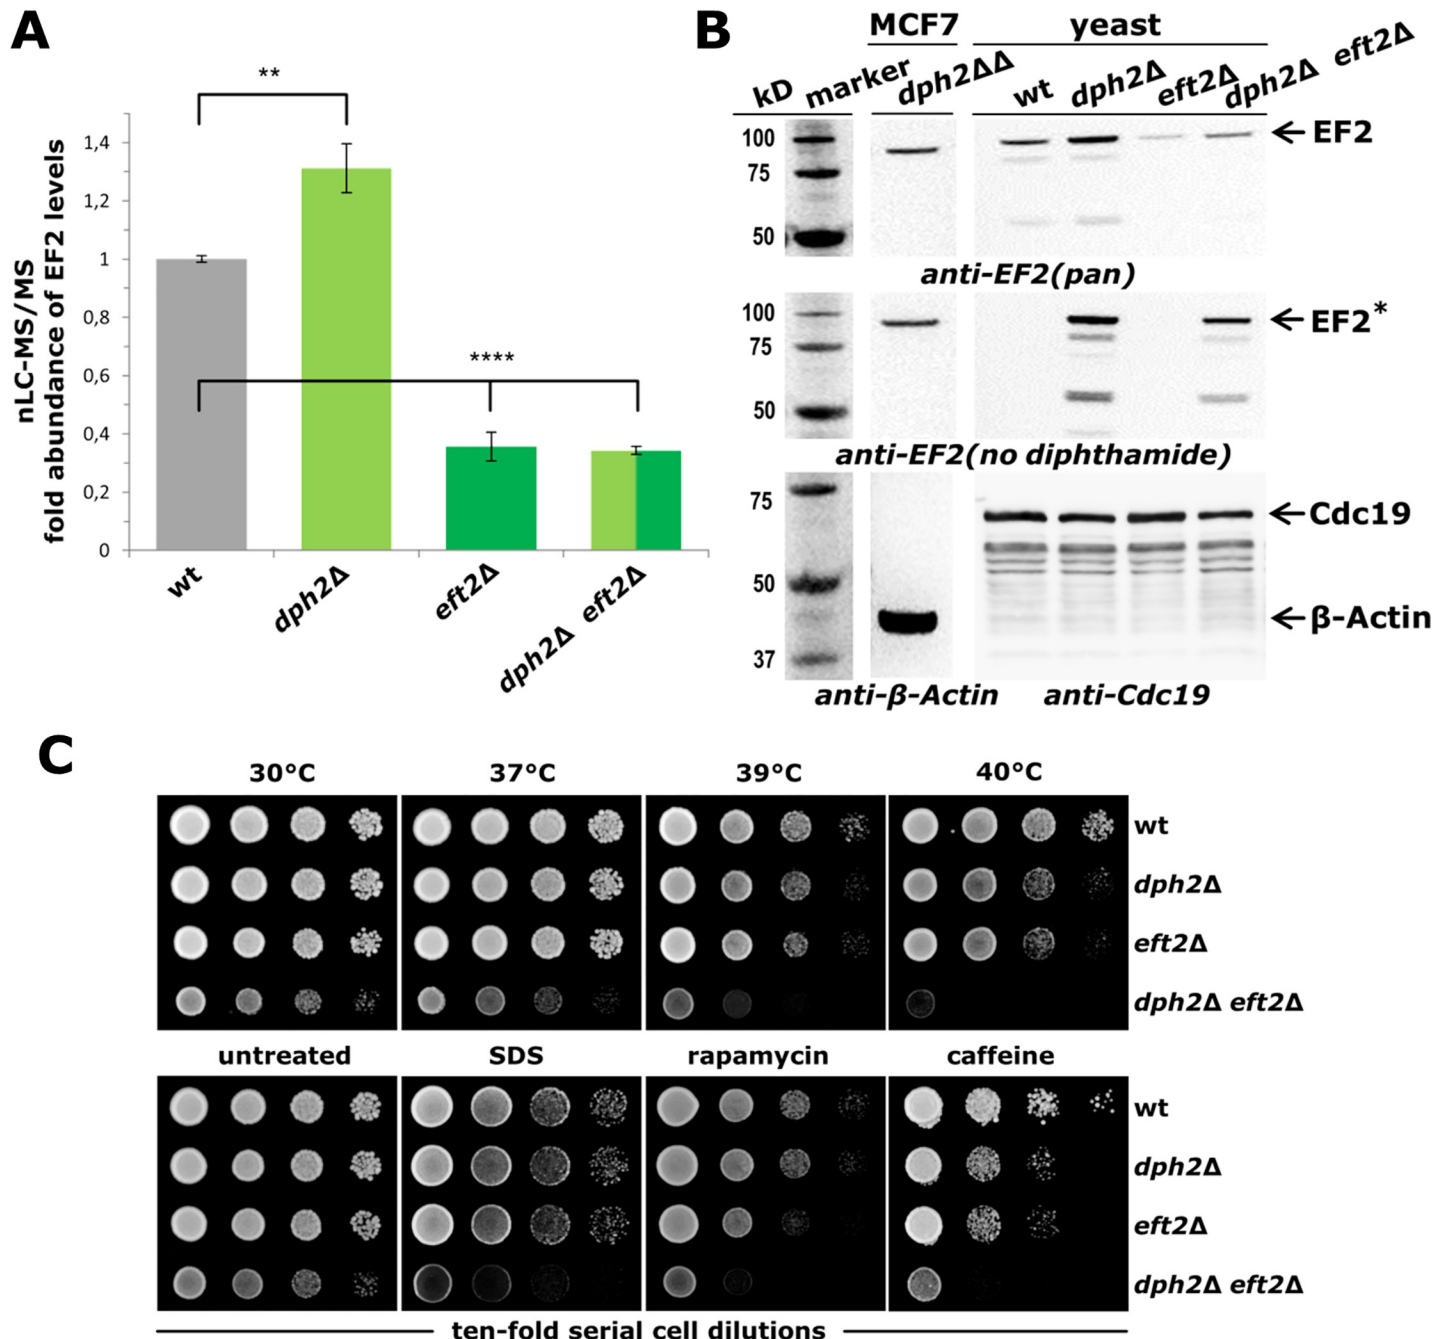 A
nLC-MS/MS
fold abundance of EF2 levels
1,4
1,2
1
0,8
0,6
0,4
0,2
0
**
****
wt
dph2Δ
eft2Δ
dph2Δ eft2Δ
B
MCF7 yeast
kD marker dph2ΔΔ wt dph2Δ eft2Δ dph2Δ eft2Δ
100
75
50
EF2
anti-EF2(pan)
100
75
50
EF2*
anti-EF2(no diphthamide)
75
50
37
Cdc19
β-Actin
anti-β-Actin anti-Cdc19
C
30°C 37°C 39°C 40°C
wt
dph2Δ
eft2Δ
dph2Δ eft2Δ
untreated SDS rapamycin caffeine
wt
dph2Δ
eft2Δ
dph2Δ eft2Δ
ten-fold serial cell dilutions